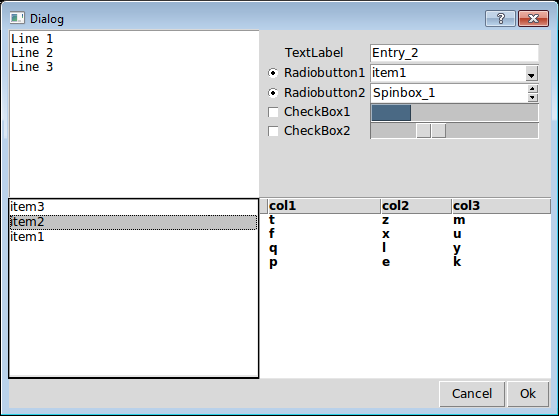 Dialog
?
Line 1
Line 2
Line 3
TextLabel Entry_2
Radiobutton1 item1
Radiobutton2 Spinbox_1
CheckBox1
CheckBox2
item3
item2
item1
col1 col2 col3
t z m
f x u
q l y
p e k
Cancel Ok